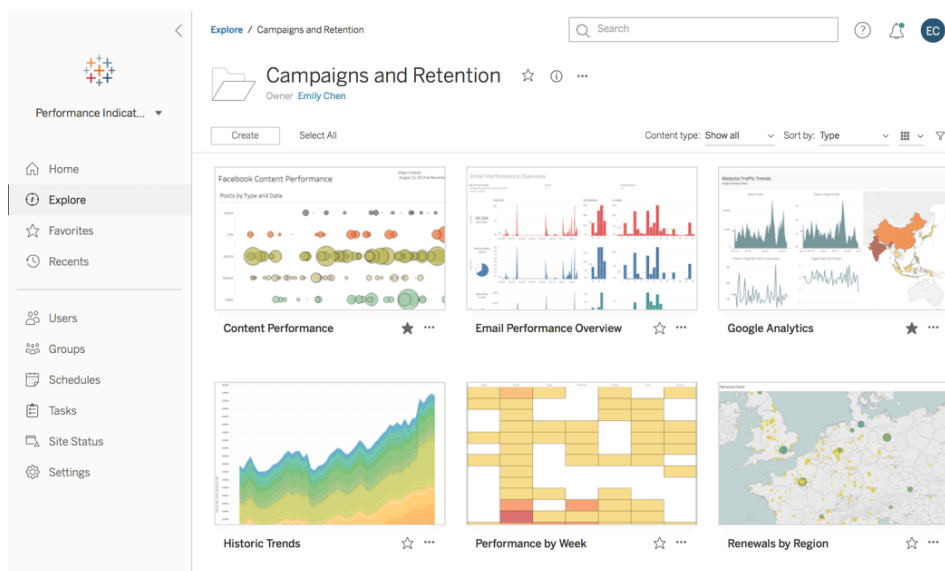 Explore / Campaigns and Retention
Search
?
EC
Campaigns and Retention
Owner Emily Chen
Performance Indicat...
Create
Select All
Content type: Show all
Sort by: Type
Home
Explore
Favorites
Recents
Users
Groups
Schedules
Tasks
Site Status
Settings
Facebook Content Performance
Posts by Type and Date
Content Performance
Email Performance Overview
Email Performance Overview
Website Traffic Trends
Google Analytics
Historic Trends
Performance by Week
Renewals by Region